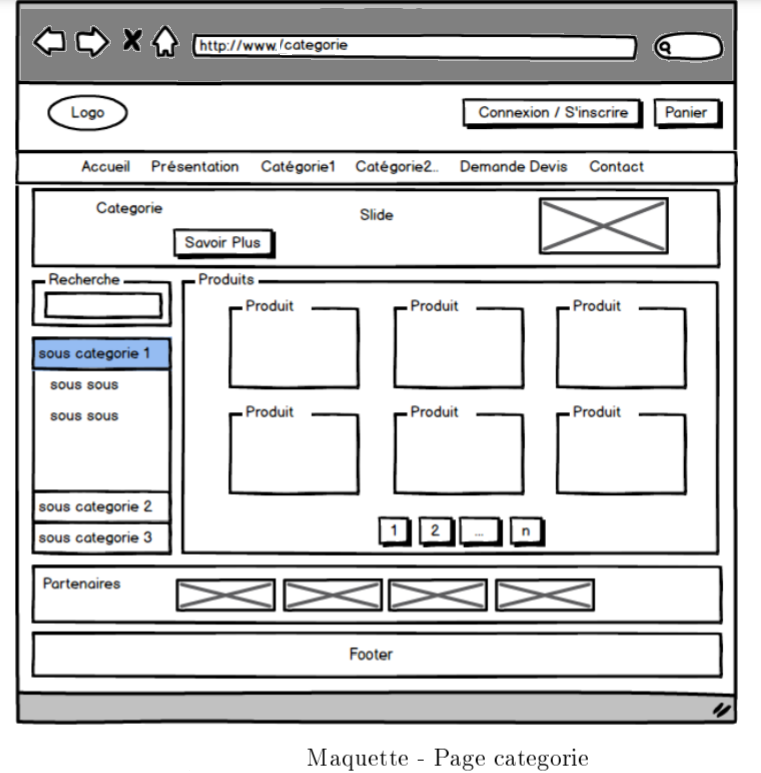 http://www./categorie
Logo
Connexion / S'inscrire Panier
Accueil Présentation Catégorie1 Catégorie2.. Demande Devis Contact
Categorie
Slide
Savoir Plus
Recherche
Produits
Produit Produit Produit
sous categorie 1
sous sous
sous sous
Produit Produit Produit
sous categorie 2
sous categorie 3
1 2 ... n
Partenaires
Footer
Maquette - Page categorie